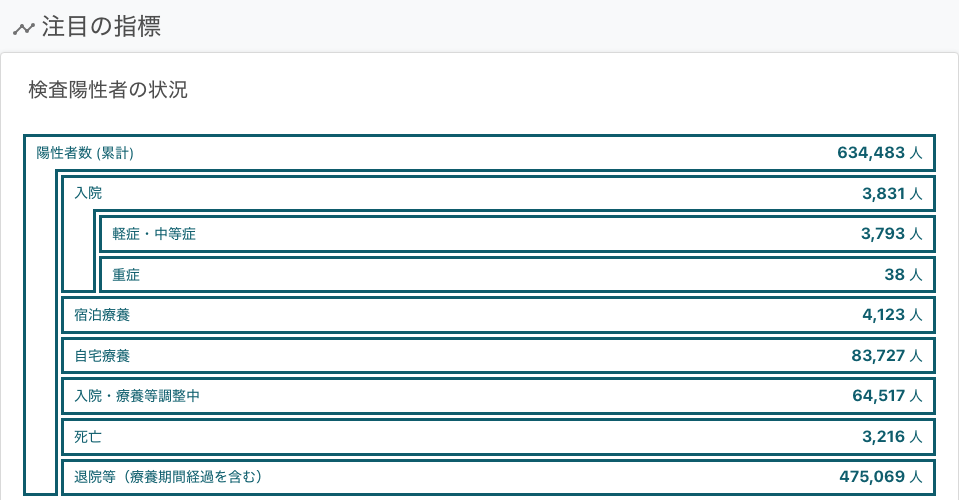 注目の指標
検査陽性者の状況
陽性者数 (累計) 634,483 人
入院 3,831 人
軽症・中等症 3,793 人
重症 38 人
宿泊療養 4,123 人
自宅療養 83,727 人
入院・療養等調整中 64,517 人
死亡 3,216 人
退院等（療養期間経過を含む） 475,069 人